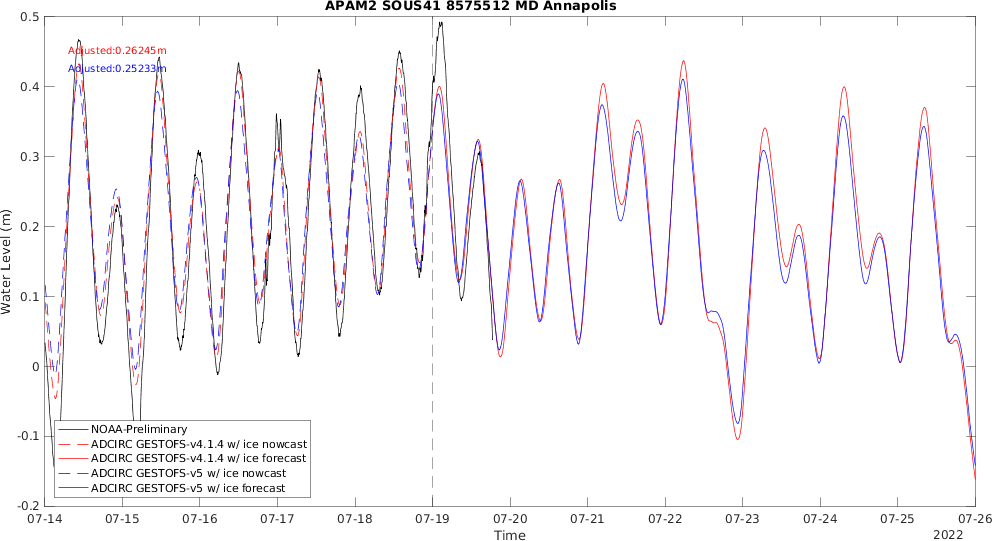 APAM2 SOUS41 8575512 MD Annapolis
0.5
Adjusted:0.26245m
Adjusted:0.25233m
0.4
0.3
0.2
0.1
0
-0.1
-0.2
Water Level (m)
NOAA-Preliminary
ADCIRC GESTOFS-v4.1.4 w/ ice nowcast
ADCIRC GESTOFS-v4.1.4 w/ ice forecast
ADCIRC GESTOFS-v5 w/ ice nowcast
ADCIRC GESTOFS-v5 w/ ice forecast
07-14 07-15 07-16 07-17 07-18 07-19 07-20 07-21 07-22 07-23 07-24 07-25 07-26
Time
2022